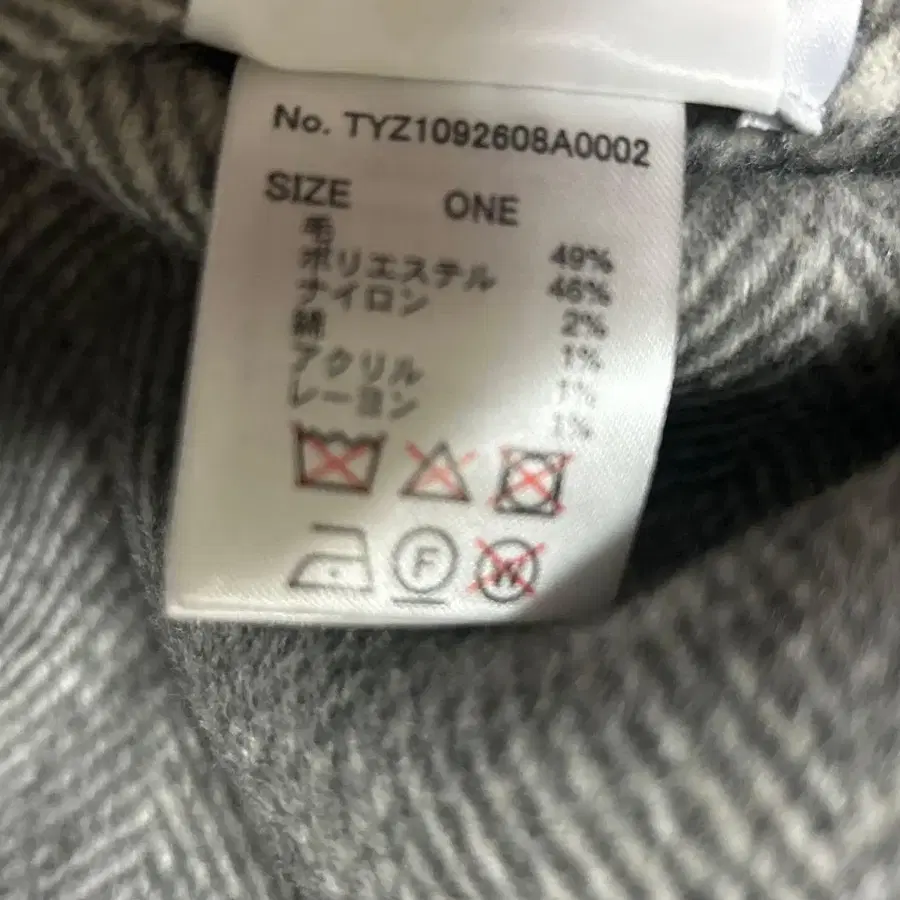 No. TYZ1092608A0002
SIZE ONE
毛 49%
ポリエステル 46%
ナイロン 2%
綿 1%
アクリル 1%
レーヨン 1%
F
W